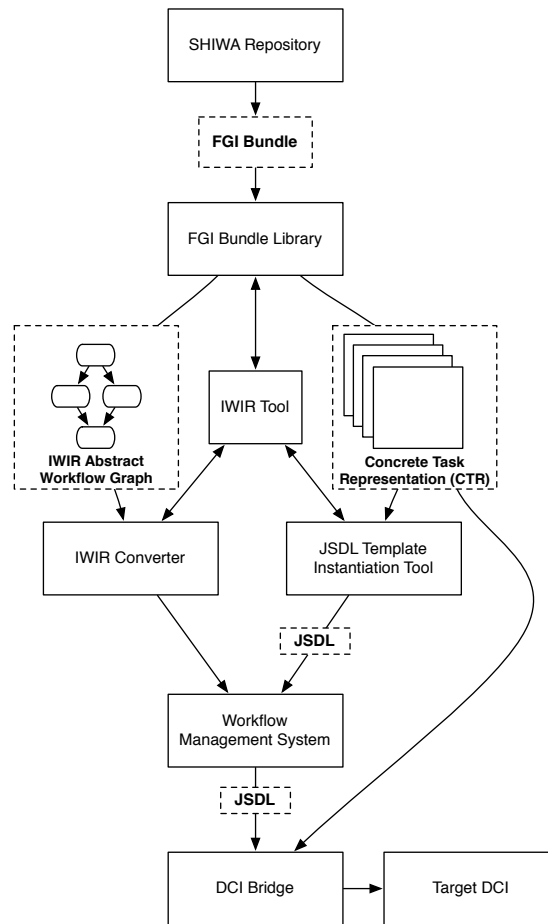 SHIWA Repository
FGI Bundle
FGI Bundle Library
IWIR Abstract
Workflow Graph
IWIR Tool
Concrete Task
Representation (CTR)
IWIR Converter
JSDL Template
Instantiation Tool
JSDL
Workflow
Management System
JSDL
DCI Bridge
Target DCI